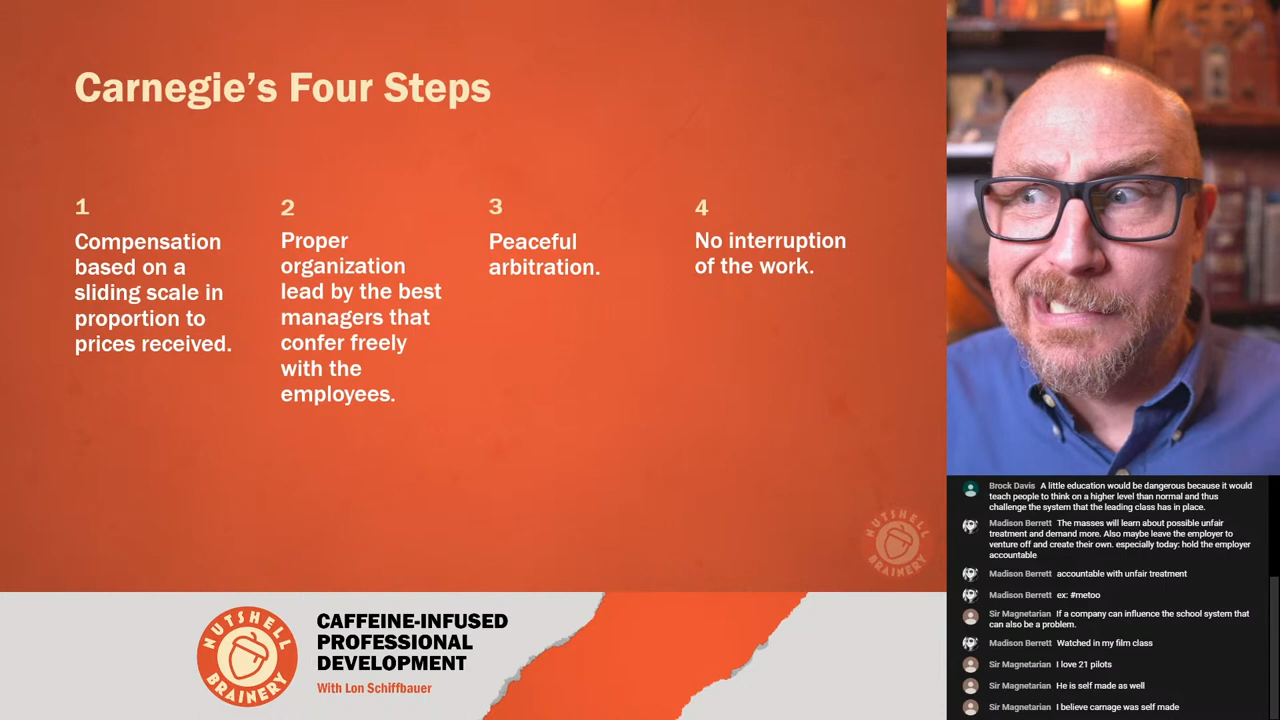 Carnegie’s Four Steps
1
Compensation
based on a
sliding scale in
proportion to
prices received.
2
Proper
organization
lead by the best
managers that
confer freely
with the
employees.
3
Peaceful
arbitration.
4
No interruption
of the work.
NUTSHELL
BRAINERY
NUTSHELL
BRAINERY
CAFFEINE-INFUSED
PROFESSIONAL
DEVELOPMENT
With Lon Schiffbauer
Brock Davis A little education would be dangerous because it would
teach people to think on a higher level than normal and thus
challenge the system that the leading class has in place.
Madison Berrett The masses will learn about possible unfair
treatment and demand more. Also maybe leave the employer to
venture off and create their own. especially today: hold the employer
accountable
Madison Berrett accountable with unfair treatment
Madison Berrett ex: #metoo
Sir Magnetarian If a company can influence the school system that
can also be a problem.
Madison Berrett Watched in my film class
Sir Magnetarian I love 21 pilots
Sir Magnetarian He is self made as well
Sir Magnetarian I believe carnage was self made